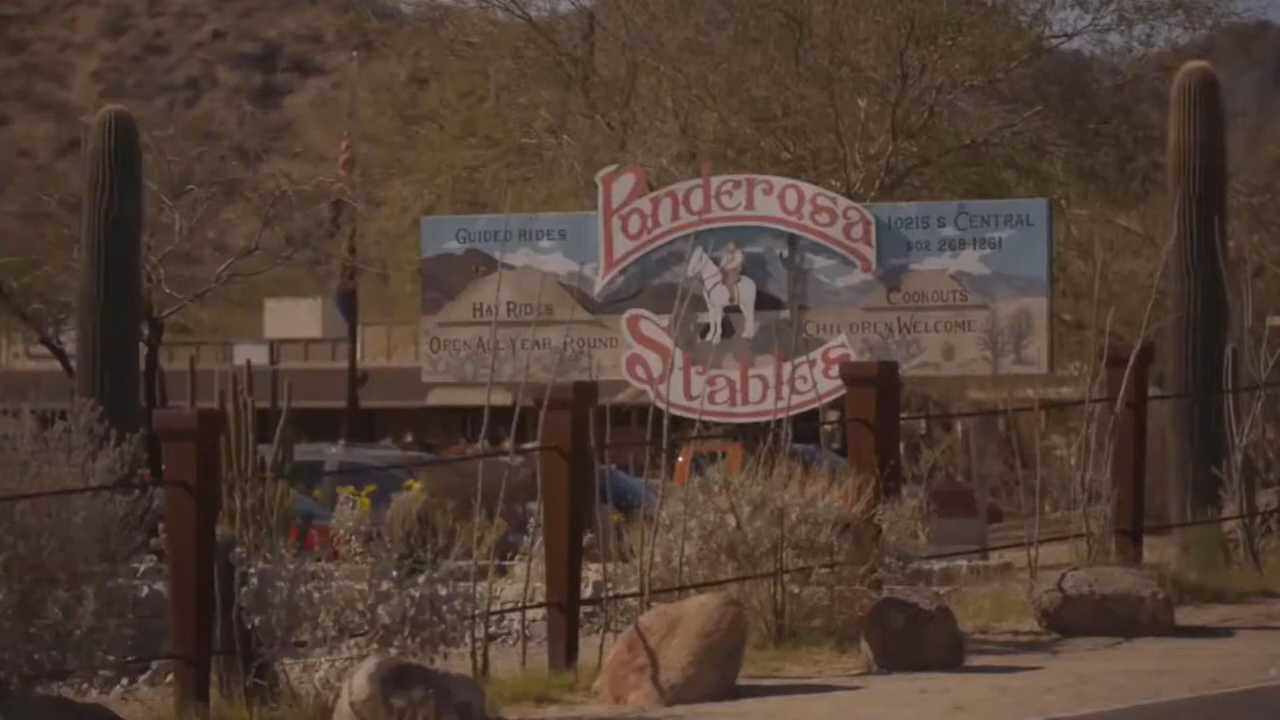 Ponderosa
Stables
GUIDED RIDES
HAY RIDES
OPEN ALL YEAR ROUND
10215 S CENTRAL
602 268-1261
COOKOUTS
CHILDREN WELCOME